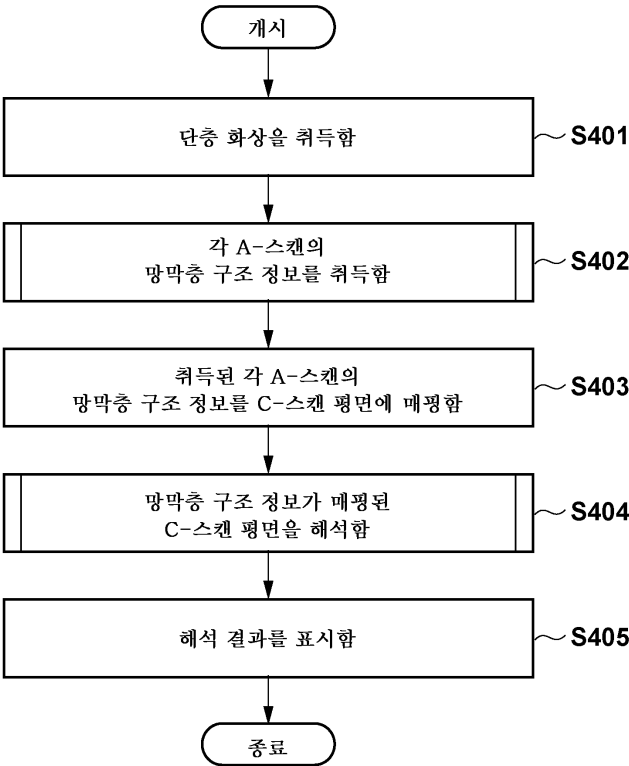 개시
단층 화상을 취득함
S401
각 A-스캔의
망막층 구조 정보를 취득함
S402
취득된 각 A-스캔의
망막층 구조 정보를 C-스캔 평면에 매핑함
S403
망막층 구조 정보가 매핑된
C-스캔 평면을 해석함
S404
해석 결과를 표시함
S405
종료